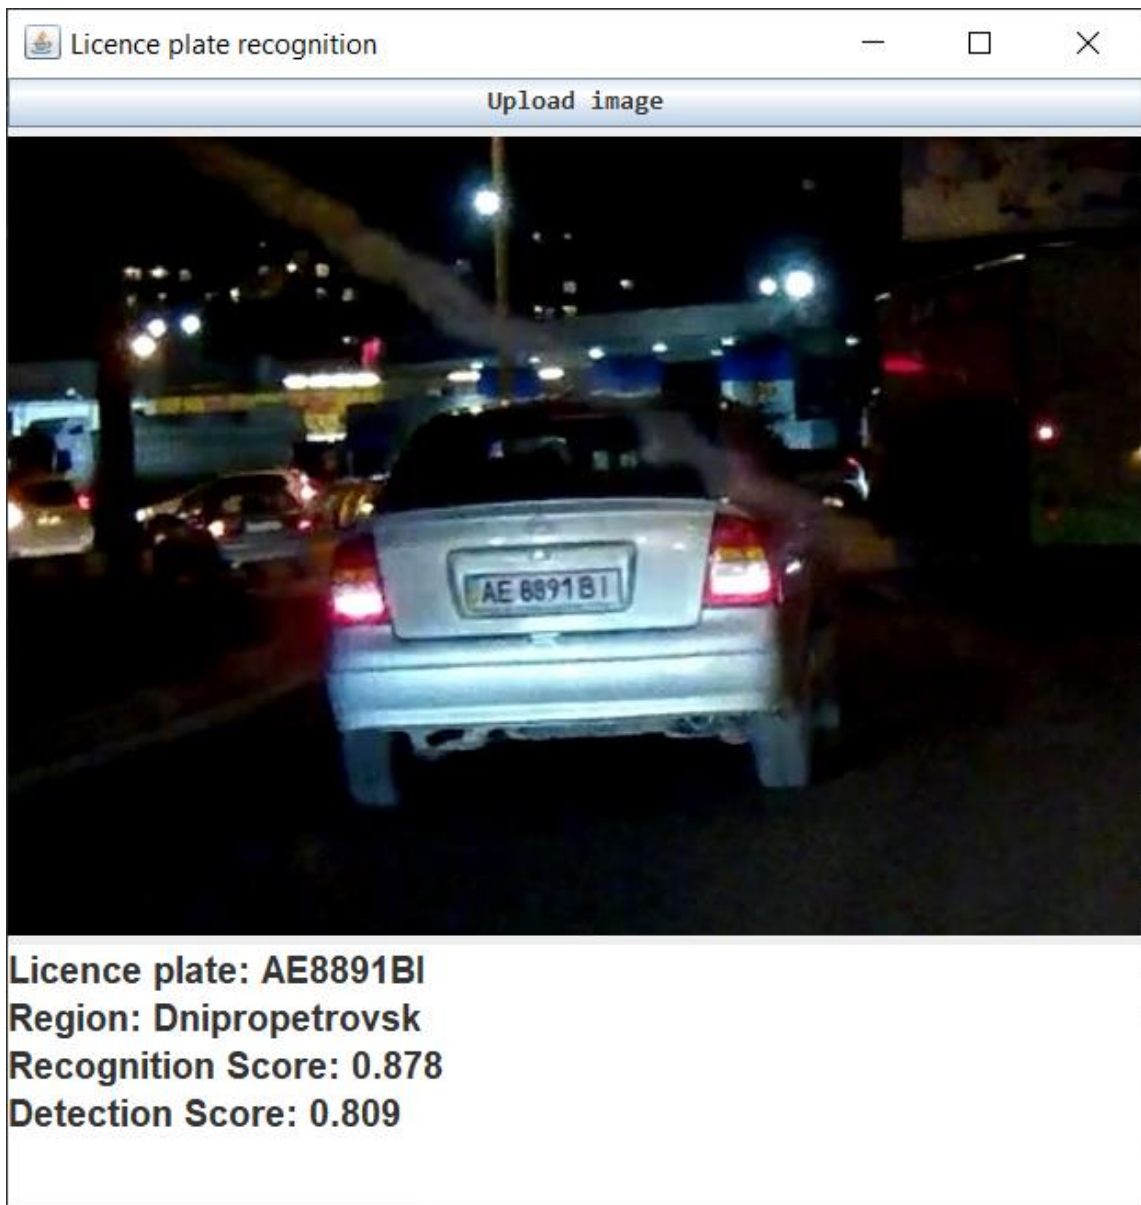 Licence plate recognition
Upload image
AE 8891 BI
Licence plate: AE8891BI
Region: Dnipropetrovsk
Recognition Score: 0.878
Detection Score: 0.809